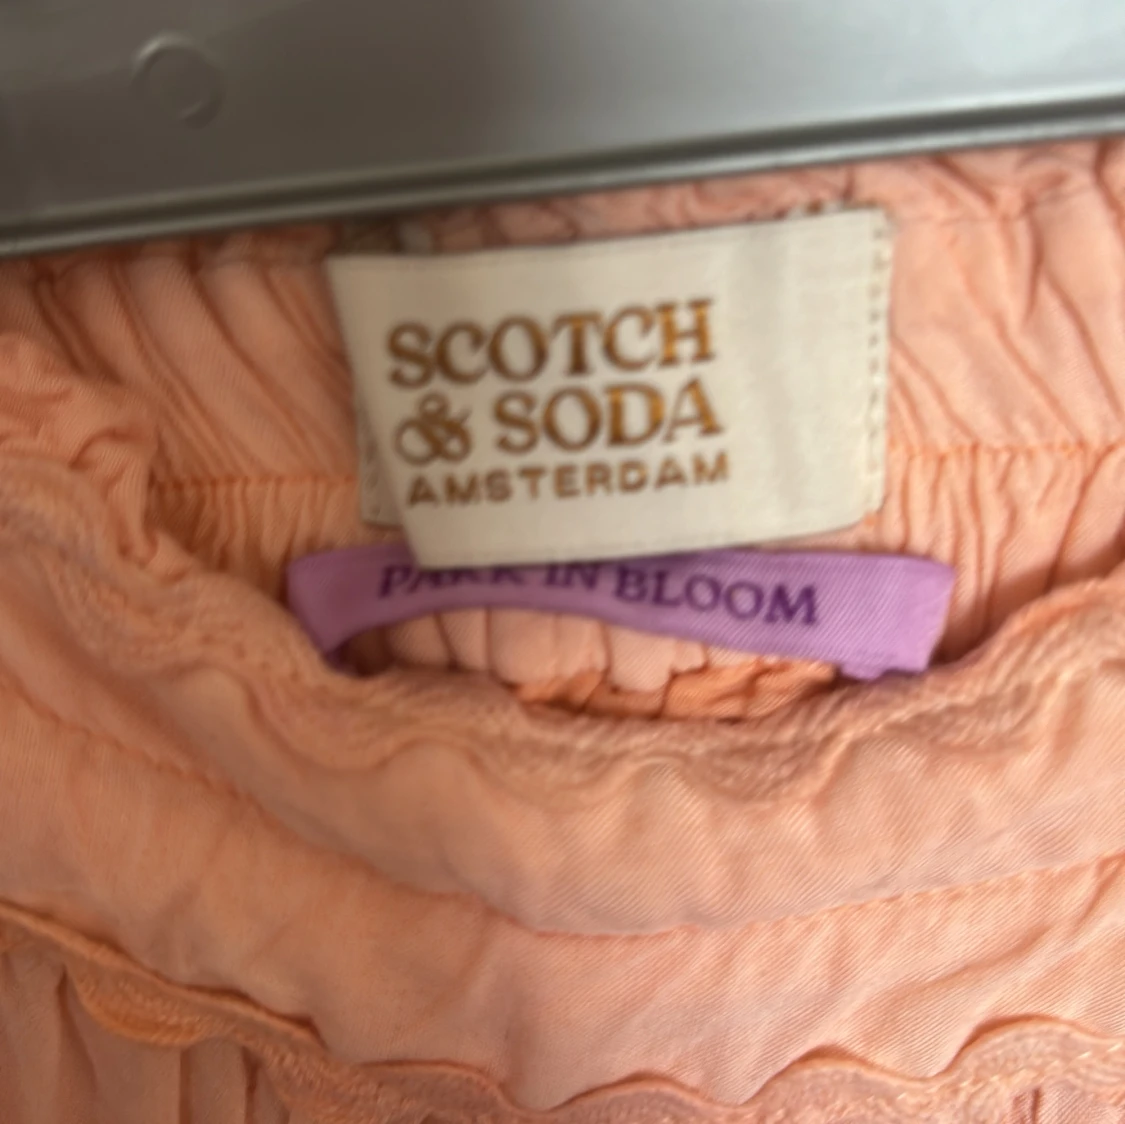 SCOTCH
& SODA
AMSTERDAM
PARK IN BLOOM